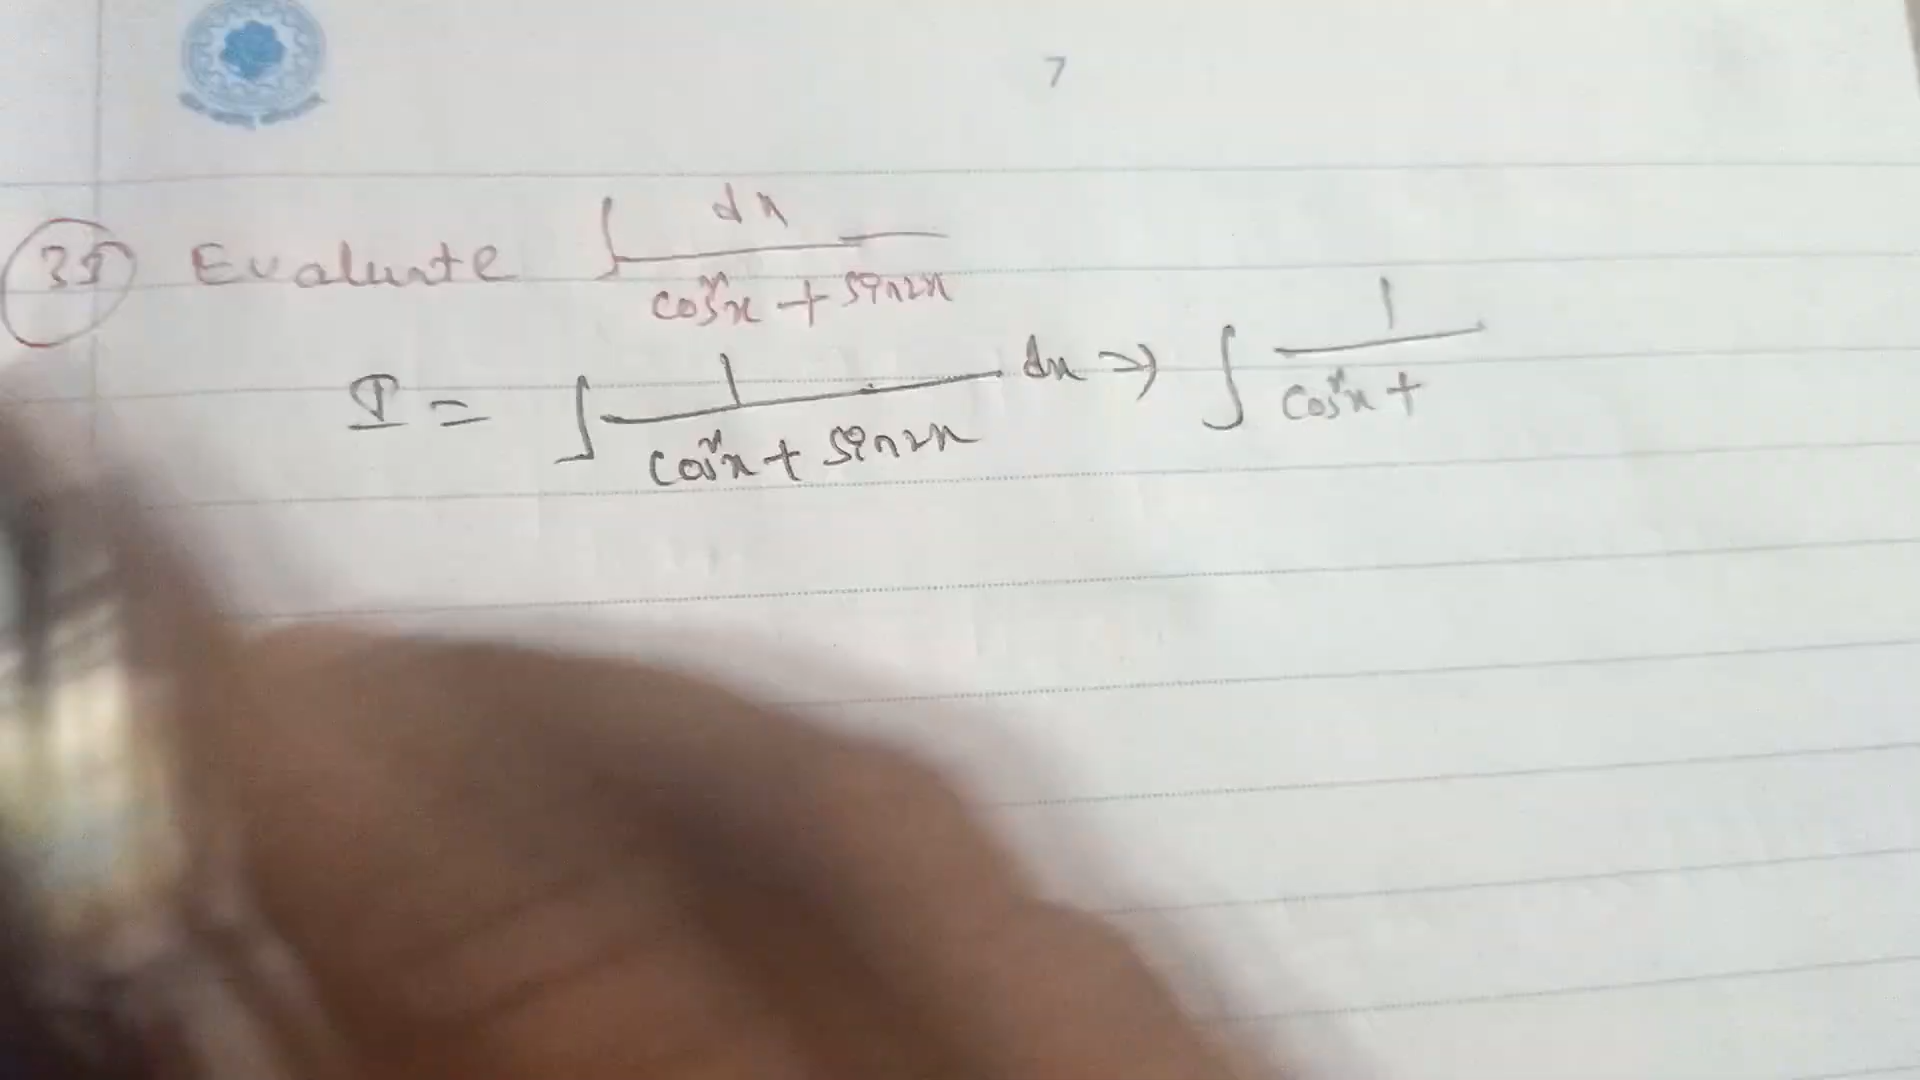 7
35 Evaluate ∫ dx / cos²x + sin2x
I = ∫ 1 / cos²x + sin2x dx ⇒ ∫ 1 / cos²x +